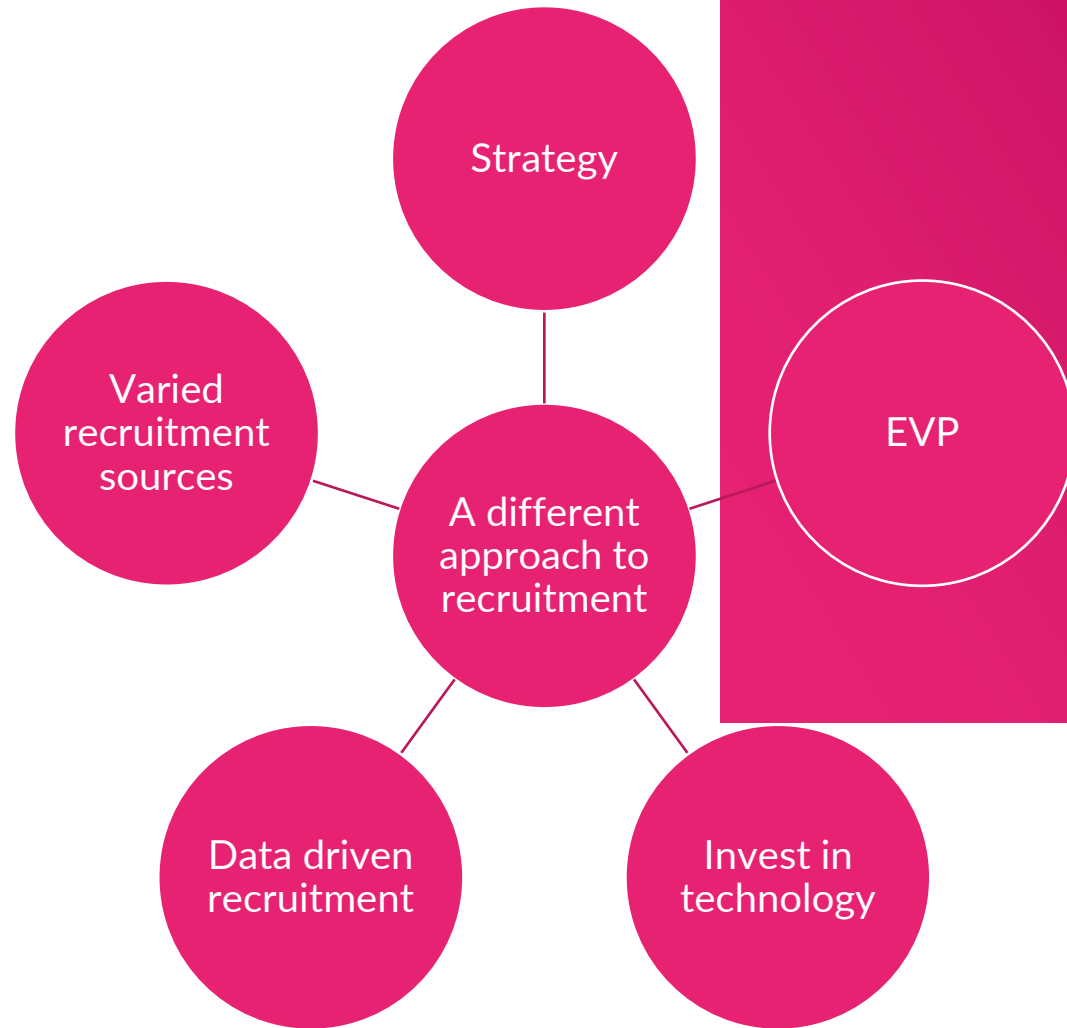 Strategy
EVP
Invest in
technology
Data driven
recruitment
Varied
recruitment
sources
A different
approach to
recruitment